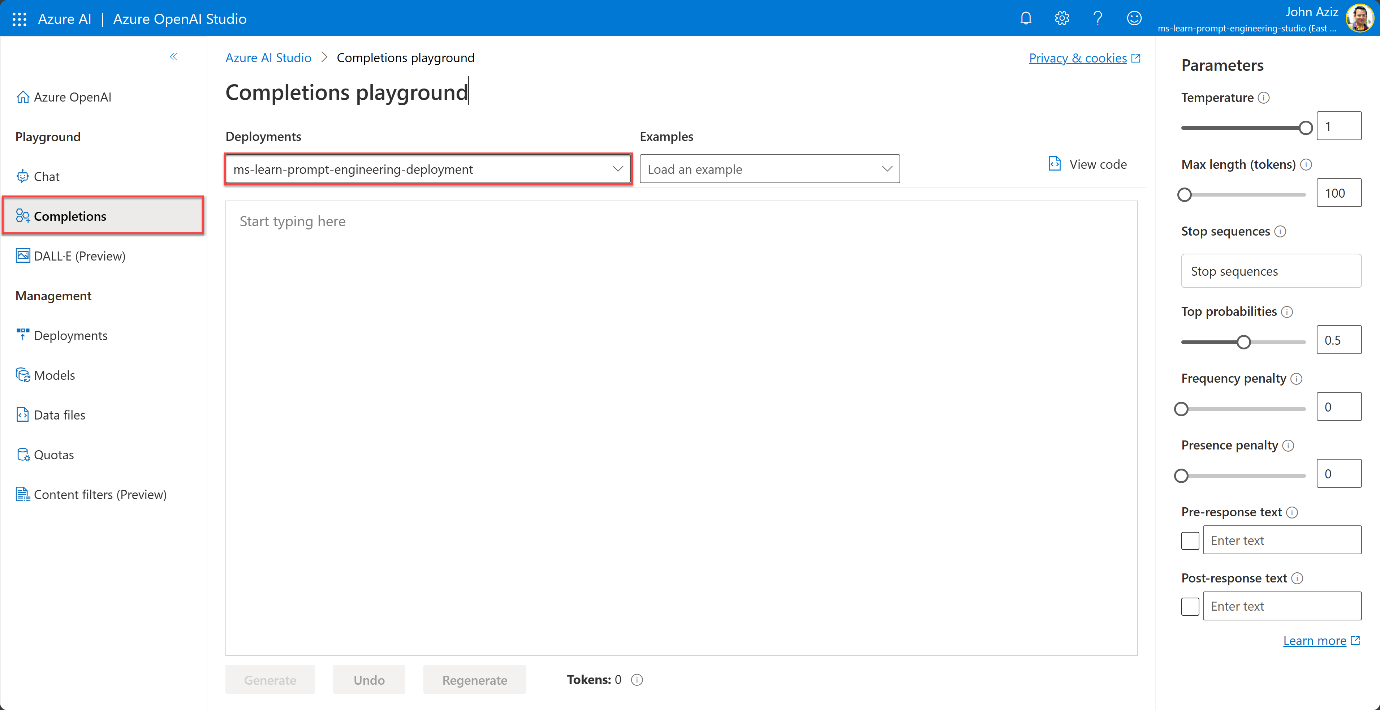 Azure AI | Azure OpenAI Studio
John Aziz
ms-learn-prompt-engineering-studio (East ...
Azure OpenAI
Playground
Chat
Completions
DALL·E (Preview)
Management
Deployments
Models
Data files
Quotas
Content filters (Preview)
Azure AI Studio > Completions playground
Privacy & cookies
Completions playground
Deployments
Examples
ms-learn-prompt-engineering-deployment
Load an example
View code
Start typing here
Generate
Undo
Regenerate
Tokens: 0
Parameters
Temperature
1
Max length (tokens)
100
Stop sequences
Stop sequences
Top probabilities
0.5
Frequency penalty
0
Presence penalty
0
Pre-response text
Enter text
Post-response text
Enter text
Learn more